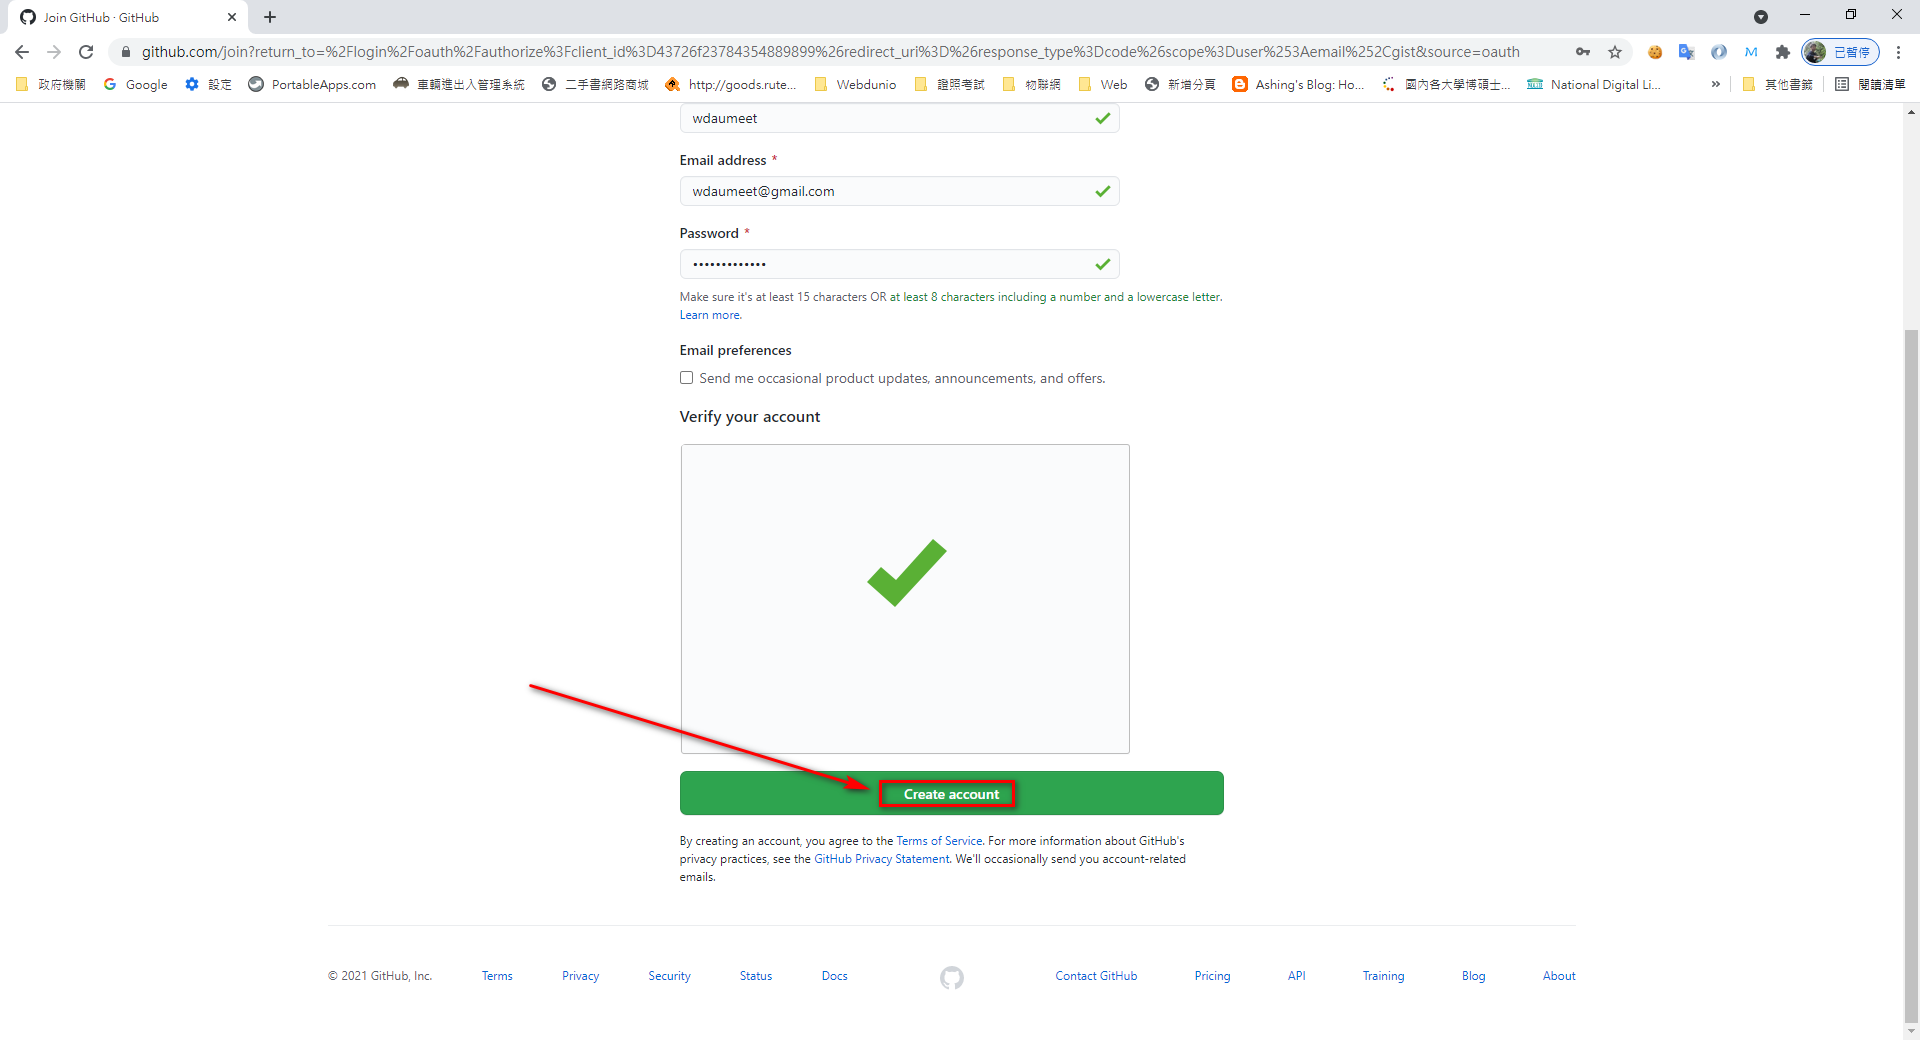 Join GitHub · GitHub
github.com/join?return_to=%2Flogin%2Foauth%2Fauthorize%3Fclient_id%3D43726f23784354889899%26redirect_uri%3D%26response_type%3Dcode%26scope%3Duser%253Aemail%252Cgist&source=oauth
已暫停
政府機關 Google 設定 PortableApps.com 車輛進出入管理系統 二手書網路商城 http://goods.rute... Webdunio 證照考試 物聯網 Web 新增分頁 Ashing's Blog: Ho... 國內各大學博碩士... National Digital Li... » 其他書籤 閱讀清單
wdaumeet
Email address *
wdaumeet@gmail.com
Password *
•••••••••••••
Make sure it's at least 15 characters OR at least 8 characters including a number and a lowercase letter.
Learn more.
Email preferences
Send me occasional product updates, announcements, and offers.
Verify your account
Create account
By creating an account, you agree to the Terms of Service. For more information about GitHub's
privacy practices, see the GitHub Privacy Statement. We'll occasionally send you account-related
emails.
© 2021 GitHub, Inc. Terms Privacy Security Status Docs Contact GitHub Pricing API Training Blog About